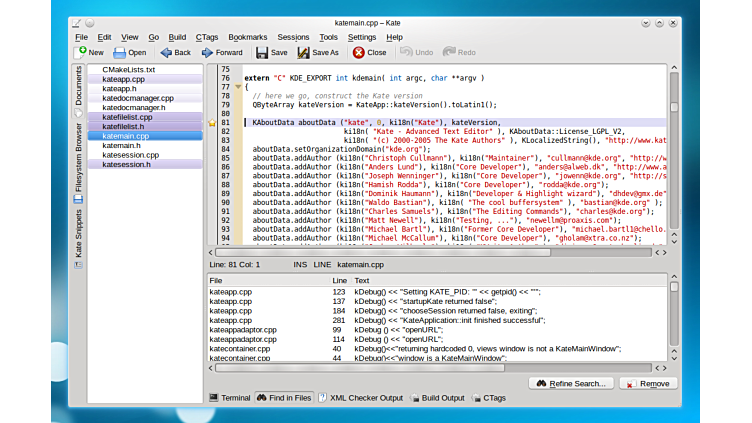 katemain.cpp – Kate
File Edit View Go Build CTags Bookmarks Sessions Tools Settings Help
New Open Back Forward Save Save As Close Undo Redo
Documents
Filesystem Browser
Kate Snippets
CMakeLists.txt
kateapp.cpp
kateapp.h
katedocmanager.cpp
katedocmanager.h
katefilelist.cpp
katefilelist.h
katemain.cpp
katemain.h
katesession.cpp
katesession.h
75
76 extern "C" KDE_EXPORT int kdemain( int argc, char **argv )
77 {
78 // here we go, construct the Kate version
79 QByteArray kateVersion = KateApp::kateVersion().toLatin1();
80
81 KAboutData aboutData ("kate", 0, ki18n("Kate"), kateVersion,
82 ki18n( "Kate - Advanced Text Editor" ), KAboutData::License_LGPL_V2,
83 ki18n( "(c) 2000-2005 The Kate Authors" ), KLocalizedString(), "http://www.kat
84 aboutData.setOrganizationDomain("kde.org");
85 aboutData.addAuthor (ki18n("Christoph Cullmann"), ki18n("Maintainer"), "cullmann@kde.org", "http://w
86 aboutData.addAuthor (ki18n("Anders Lund"), ki18n("Core Developer"), "anders@alweb.dk", "http://www.a
87 aboutData.addAuthor (ki18n("Joseph Wenninger"), ki18n("Core Developer"), "jowenn@kde.org", "http://s
88 aboutData.addAuthor (ki18n("Hamish Rodda"), ki18n("Core Developer"), "rodda@kde.org");
89 aboutData.addAuthor (ki18n("Dominik Haumann"), ki18n("Developer & Highlight wizard"), "dhdev@gmx.de"
90 aboutData.addAuthor (ki18n("Waldo Bastian"), ki18n( "The cool buffersystem" ), "bastian@kde.org" );
91 aboutData.addAuthor (ki18n("Charles Samuels"), ki18n("The Editing Commands"), "charles@kde.org");
92 aboutData.addAuthor (ki18n("Matt Newell"), ki18n("Testing, ..."), "newellm@proaxis.com");
93 aboutData.addAuthor (ki18n("Michael Bartl"), ki18n("Former Core Developer"), "michael.bartl1@chello.
94 aboutData.addAuthor (ki18n("Michael McCallum"), ki18n("Core Developer"), "gholam@xtra.co.nz");
Line: 81 Col: 1 INS LINE katemain.cpp
File Line Text
kateapp.cpp 123 kDebug() << "Setting KATE_PID: '" << getpid() << "'";
kateapp.cpp 137 kDebug() << "startupKate returned false";
kateapp.cpp 184 kDebug() << "chooseSession returned false, exiting";
kateapp.cpp 281 kDebug() << "KateApplication::init finished successful";
kateappadaptor.cpp 99 kDebug () << "openURL";
kateappadaptor.cpp 114 kDebug () << "openURL";
katecontainer.cpp 40 kDebug()<<"returning hardcoded 0, views window is not a KateMainWindow";
katecontainer.cpp 44 kDebug()<<"window is a KateMainWindow";
Refine Search... Remove
Terminal Find in Files XML Checker Output Build Output CTags